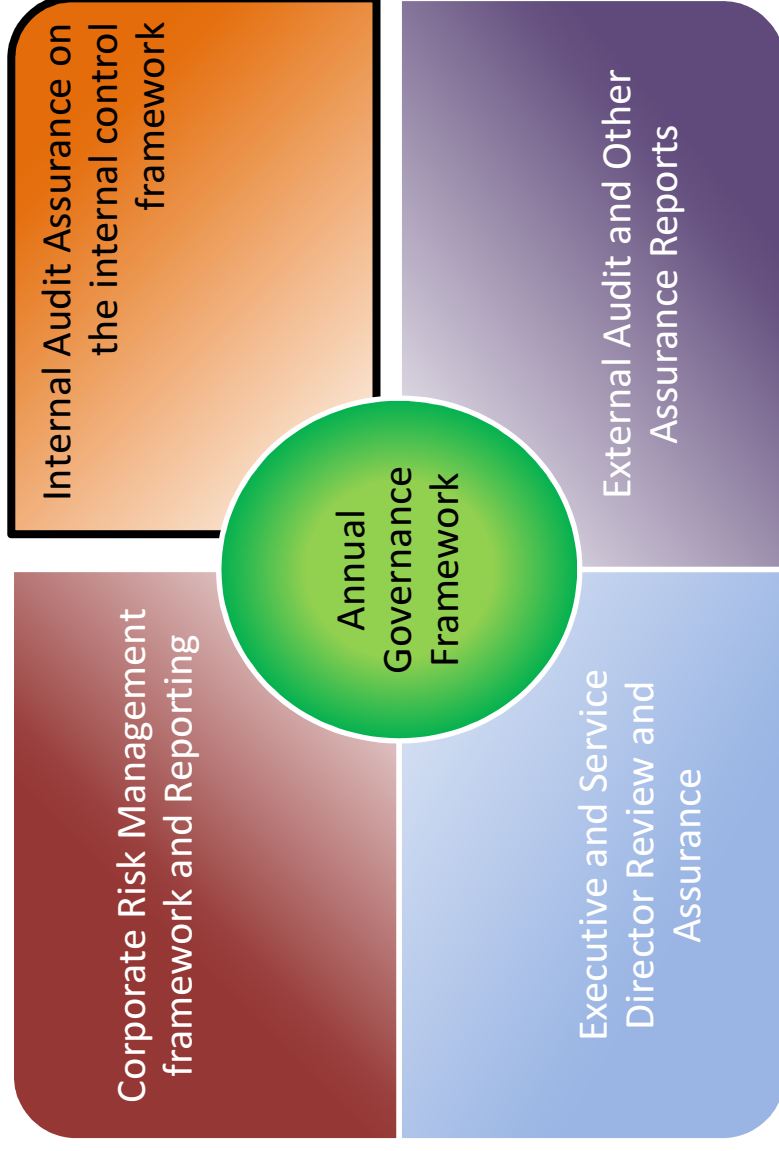 Corporate Risk Management
framework and Reporting
Internal Audit Assurance on
the internal control
framework
Annual
Governance
Framework
Executive and Service
Director Review and
Assurance
External Audit and Other
Assurance Reports